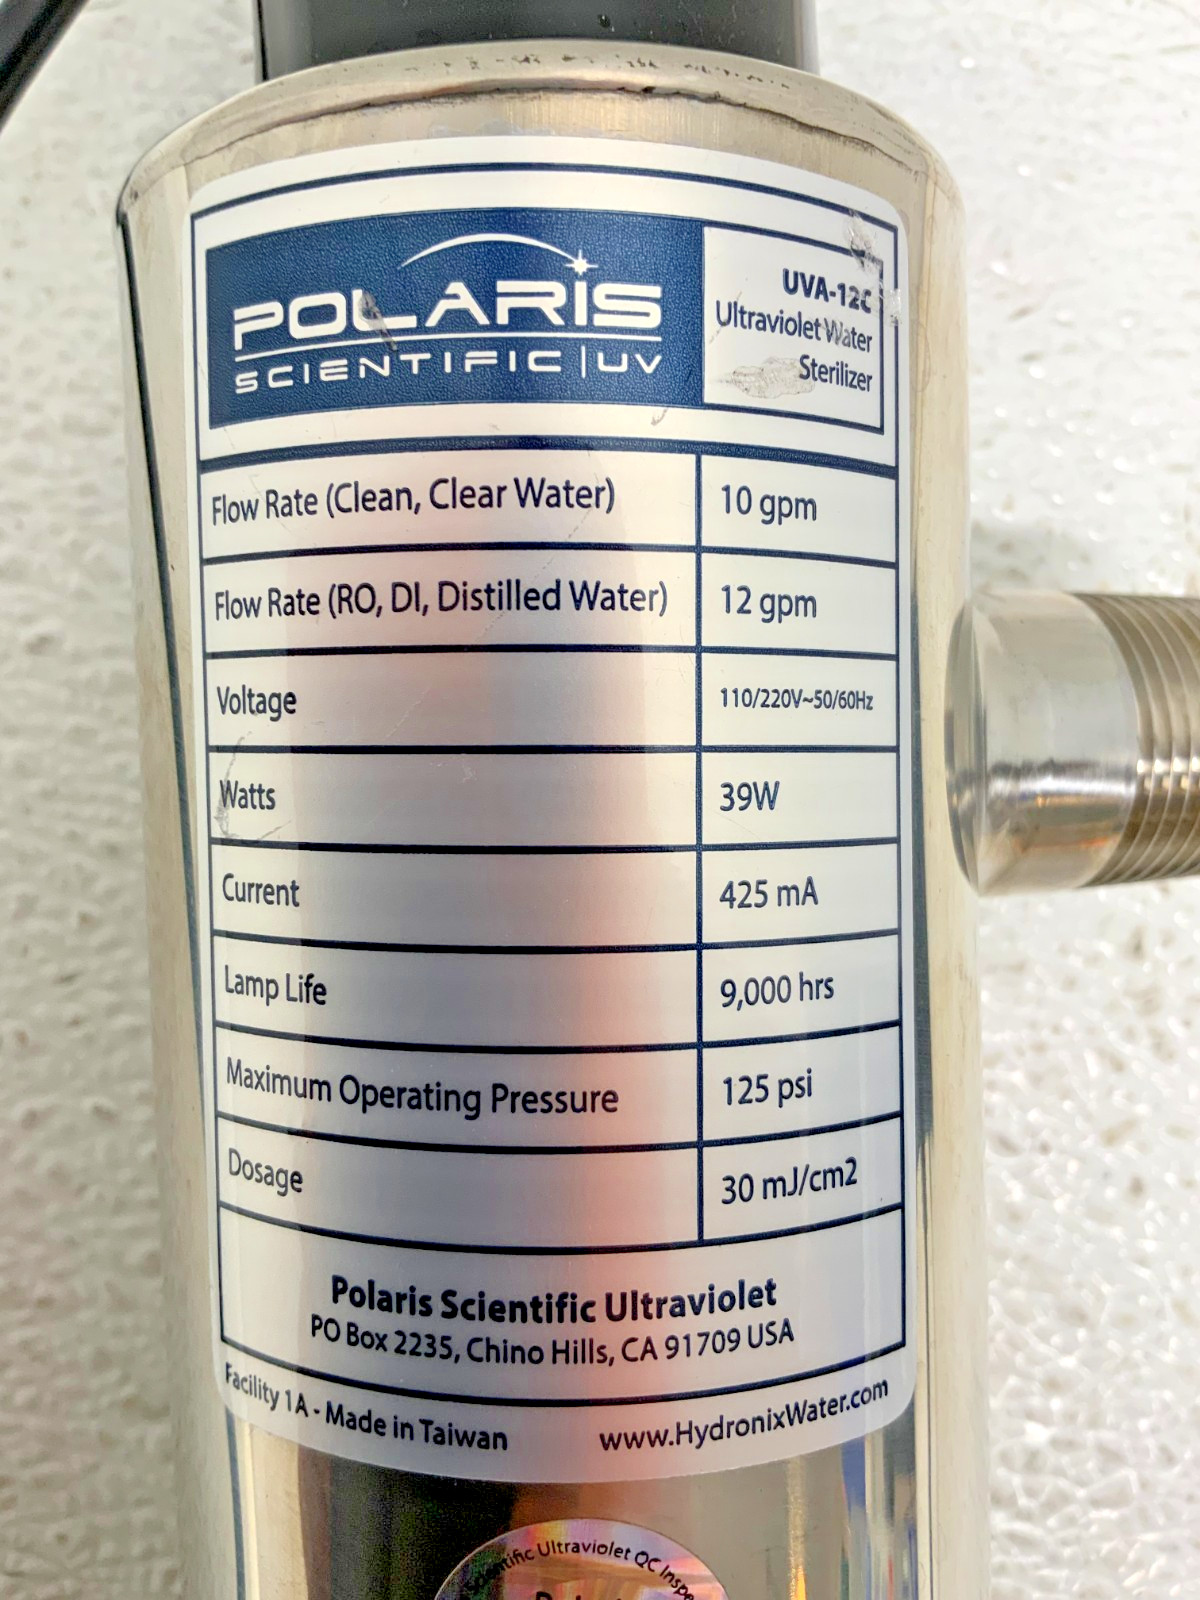 POLARIS
SCIENTIFIC | UV
UVA-12C
Ultraviolet Water
Sterilizer
Flow Rate (Clean, Clear Water) 10 gpm
Flow Rate (RO, DI, Distilled Water) 12 gpm
Voltage 110/220V~50/60Hz
Watts 39W
Current 425 mA
Lamp Life 9,000 hrs
Maximum Operating Pressure 125 psi
Dosage 30 mJ/cm2
Polaris Scientific Ultraviolet
PO Box 2235, Chino Hills, CA 91709 USA
Facility 1A - Made in Taiwan www.HydronixWater.com
Ultraviolet QC